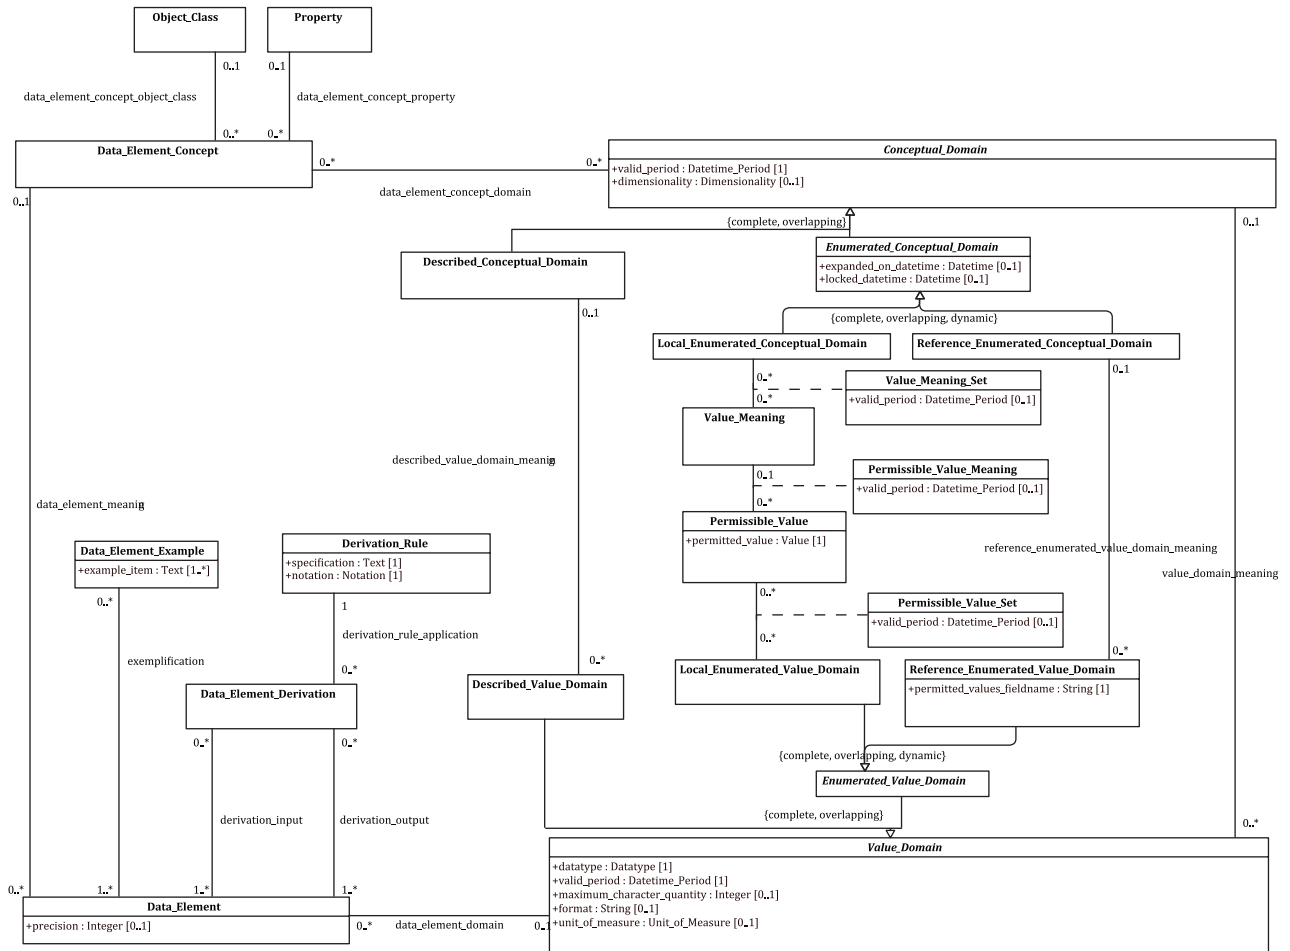 Object_Class
Property
0..1
0..1
data_element_concept_object_class
data_element_concept_property
0..*
0..*
Data_Element_Concept
0..*
0..*
data_element_concept_domain
Conceptual_Domain
+valid_period : Datetime_Period [1]
+dimensionality : Dimensionality [0..1]
0..1
0..1
{complete, overlapping}
Described_Conceptual_Domain
Enumerated_Conceptual_Domain
+expanded_on_datetime : Datetime [0..1]
+locked_datetime : Datetime [0..1]
0..1
{complete, overlapping, dynamic}
Local_Enumerated_Conceptual_Domain
Reference_Enumerated_Conceptual_Domain
0..*
0..1
Value_Meaning_Set
+valid_period : Datetime_Period [0..1]
0..*
Value_Meaning
described_value_domain_meaning
0..1
Permissible_Value_Meaning
+valid_period : Datetime_Period [0..1]
0..*
data_element_meaning
Permissible_Value
+permitted_value : Value [1]
reference_enumerated_value_domain_meaning
value_domain_meaning
Data_Element_Example
+example_item : Text [1..*]
Derivation_Rule
+specification : Text [1]
+notation : Notation [1]
0..*
1
0..*
Permissible_Value_Set
+valid_period : Datetime_Period [0..1]
derivation_rule_application
0..*
exemplification
0..*
0..*
0..*
Data_Element_Derivation
Described_Value_Domain
Local_Enumerated_Value_Domain
Reference_Enumerated_Value_Domain
+permitted_values_fieldname : String [1]
0..*
0..*
{complete, overlapping, dynamic}
Enumerated_Value_Domain
{complete, overlapping}
derivation_input
derivation_output
0..*
Value_Domain
+datatype : Datatype [1]
+valid_period : Datetime_Period [1]
+maximum_character_quantity : Integer [0..1]
+format : String [0..1]
+unit_of_measure : Unit_of_Measure [0..1]
0..*
1..*
1..*
1..*
Data_Element
+precision : Integer [0..1]
0..*
data_element_domain
0..1